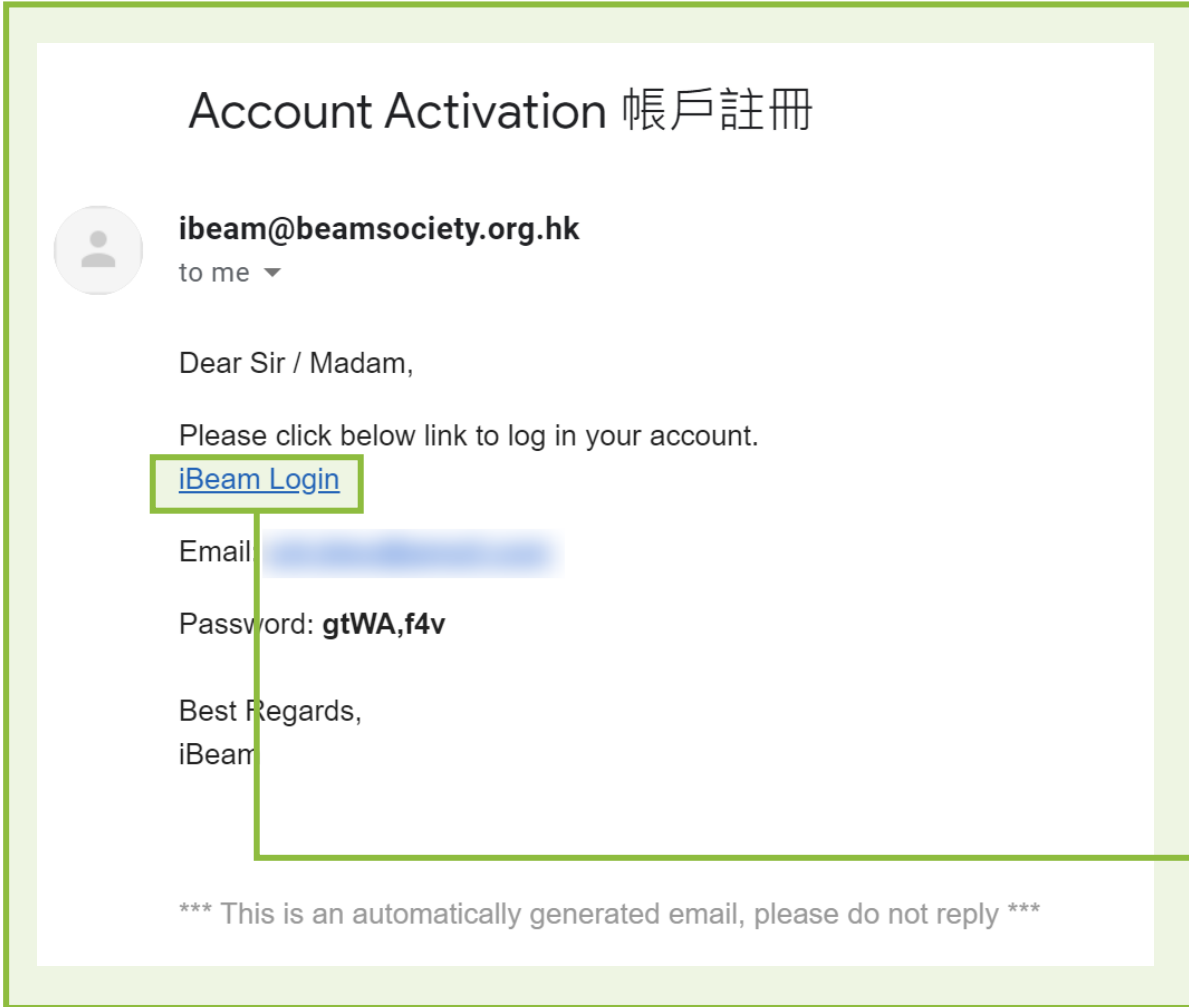 Account Activation 帳戶註冊
ibeam@beamsociety.org.hk
to me
Dear Sir / Madam,
Please click below link to log in your account.
iBeam Login
Email:
Password: gtWA,f4v
Best Regards,
iBeam
*** This is an automatically generated email, please do not reply ***